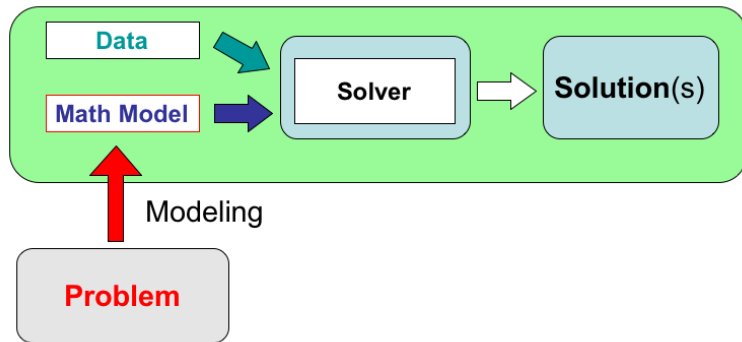 Data
Math Model
Solver
Solution(s)
Modeling
Problem